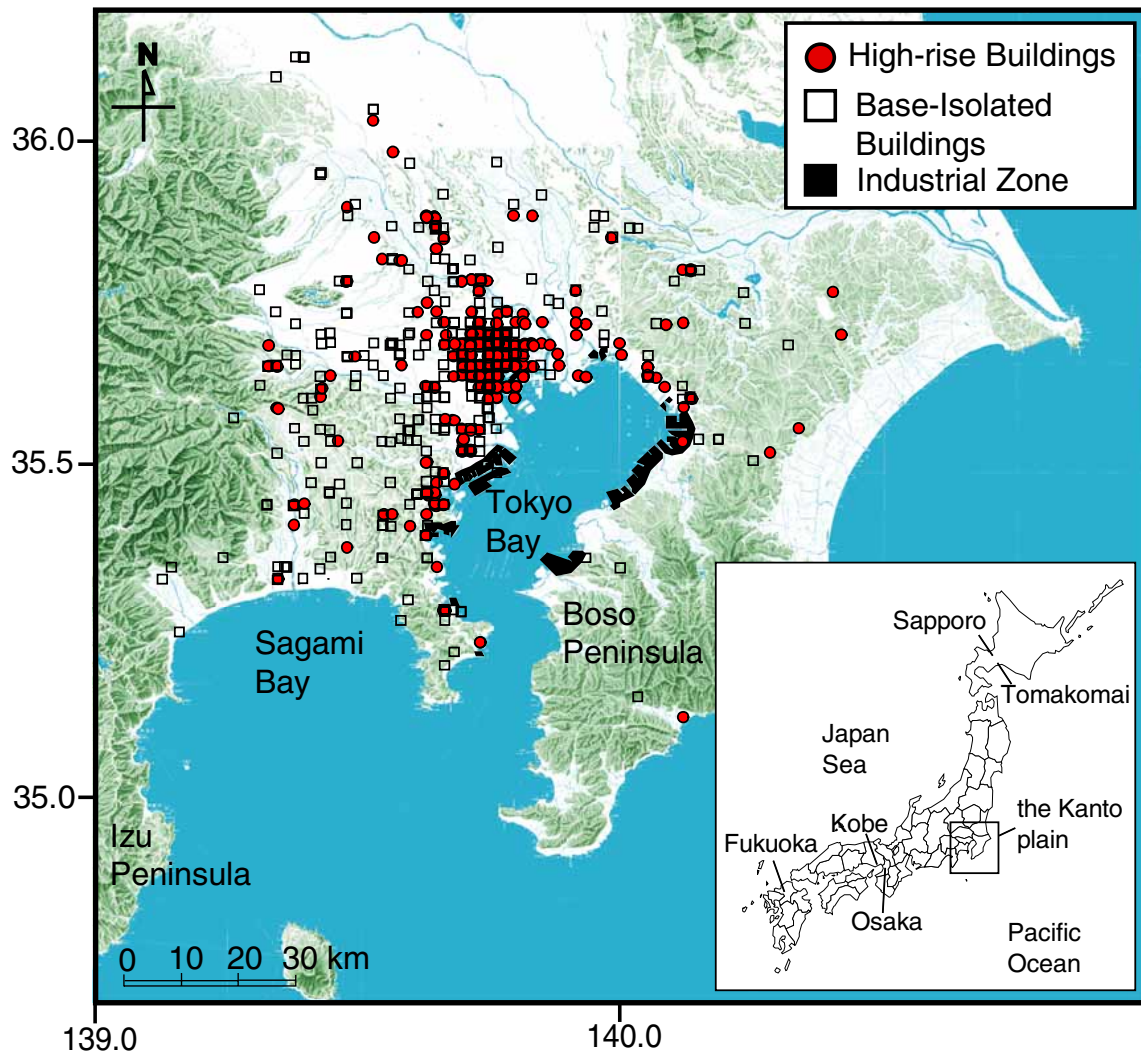 N
High-rise Buildings
Base-Isolated
Buildings
Industrial Zone
36.0
35.5
35.0
139.0
140.0
Tokyo
Bay
Sagami
Bay
Boso
Peninsula
Izu
Peninsula
0 10 20 30 km
Sapporo
Tomakomai
Japan
Sea
the Kanto
plain
Kobe
Fukuoka
Osaka
Pacific
Ocean